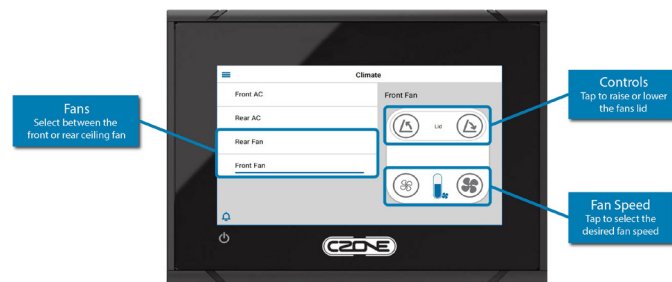 Climate
Front AC
Rear AC
Rear Fan
Front Fan
Front Fan
Lid
CZONE
Fans
Select between the
front or rear ceiling fan
Controls
Tap to raise or lower
the fans lid
Fan Speed
Tap to select the
desired fan speed